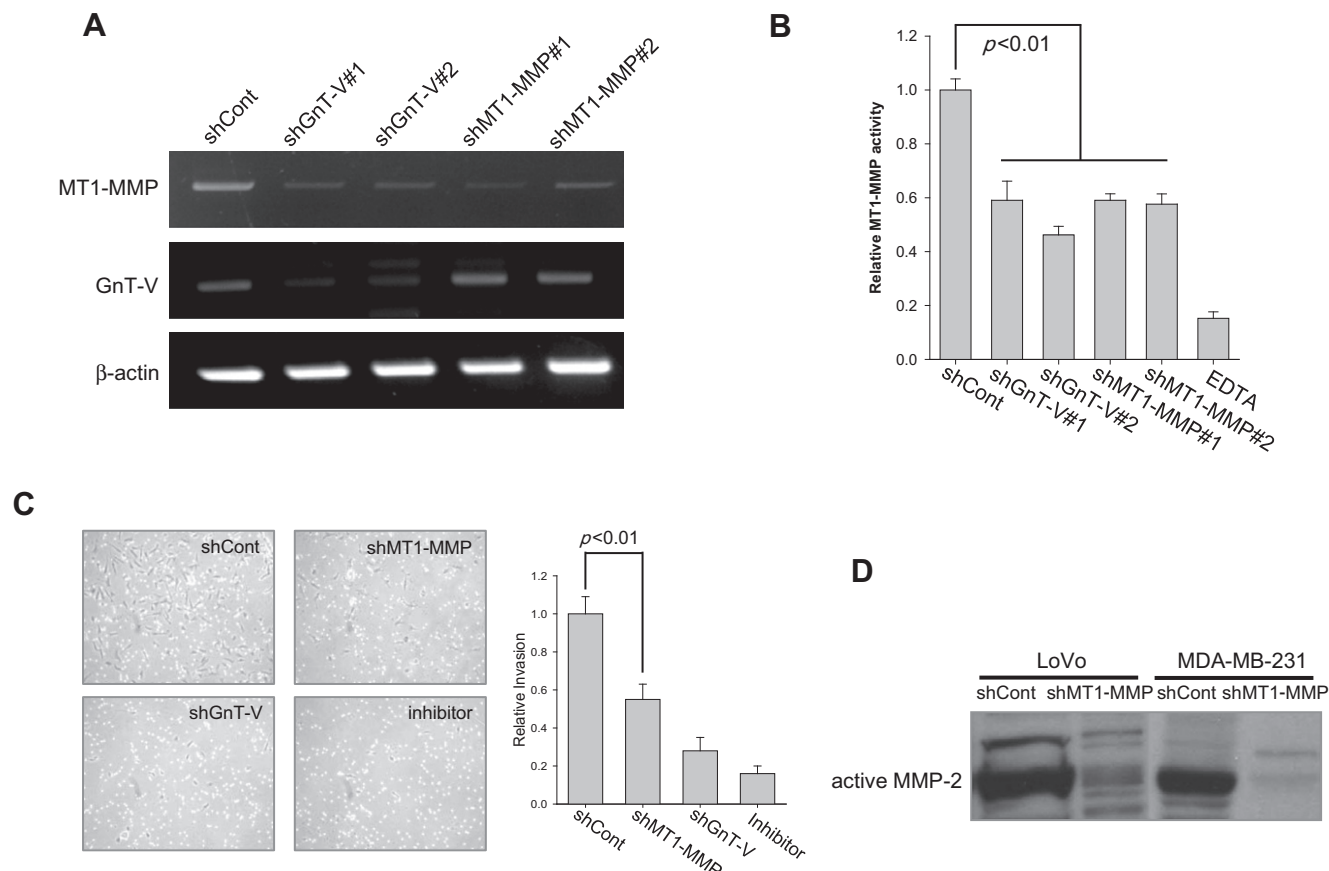 A
shCont
shGnT-V#1
shGnT-V#2
shMT1-MMP#1
shMT1-MMP#2
MT1-MMP
GnT-V
β-actin
B
p<0.01
Relative MT1-MMP activity
1.2
1.0
0.8
0.6
0.4
0.2
0.0
shCont
shGnT-V#1
shGnT-V#2
shMT1-MMP#1
shMT1-MMP#2
EDTA
C
shCont
shMT1-MMP
shGnT-V
inhibitor
p<0.01
Relative Invasion
1.2
1.0
0.8
0.6
0.4
0.2
0.0
shCont
shMT1-MMP
shGnT-V
Inhibitor
D
LoVo MDA-MB-231
shCont shMT1-MMP shCont shMT1-MMP
active MMP-2